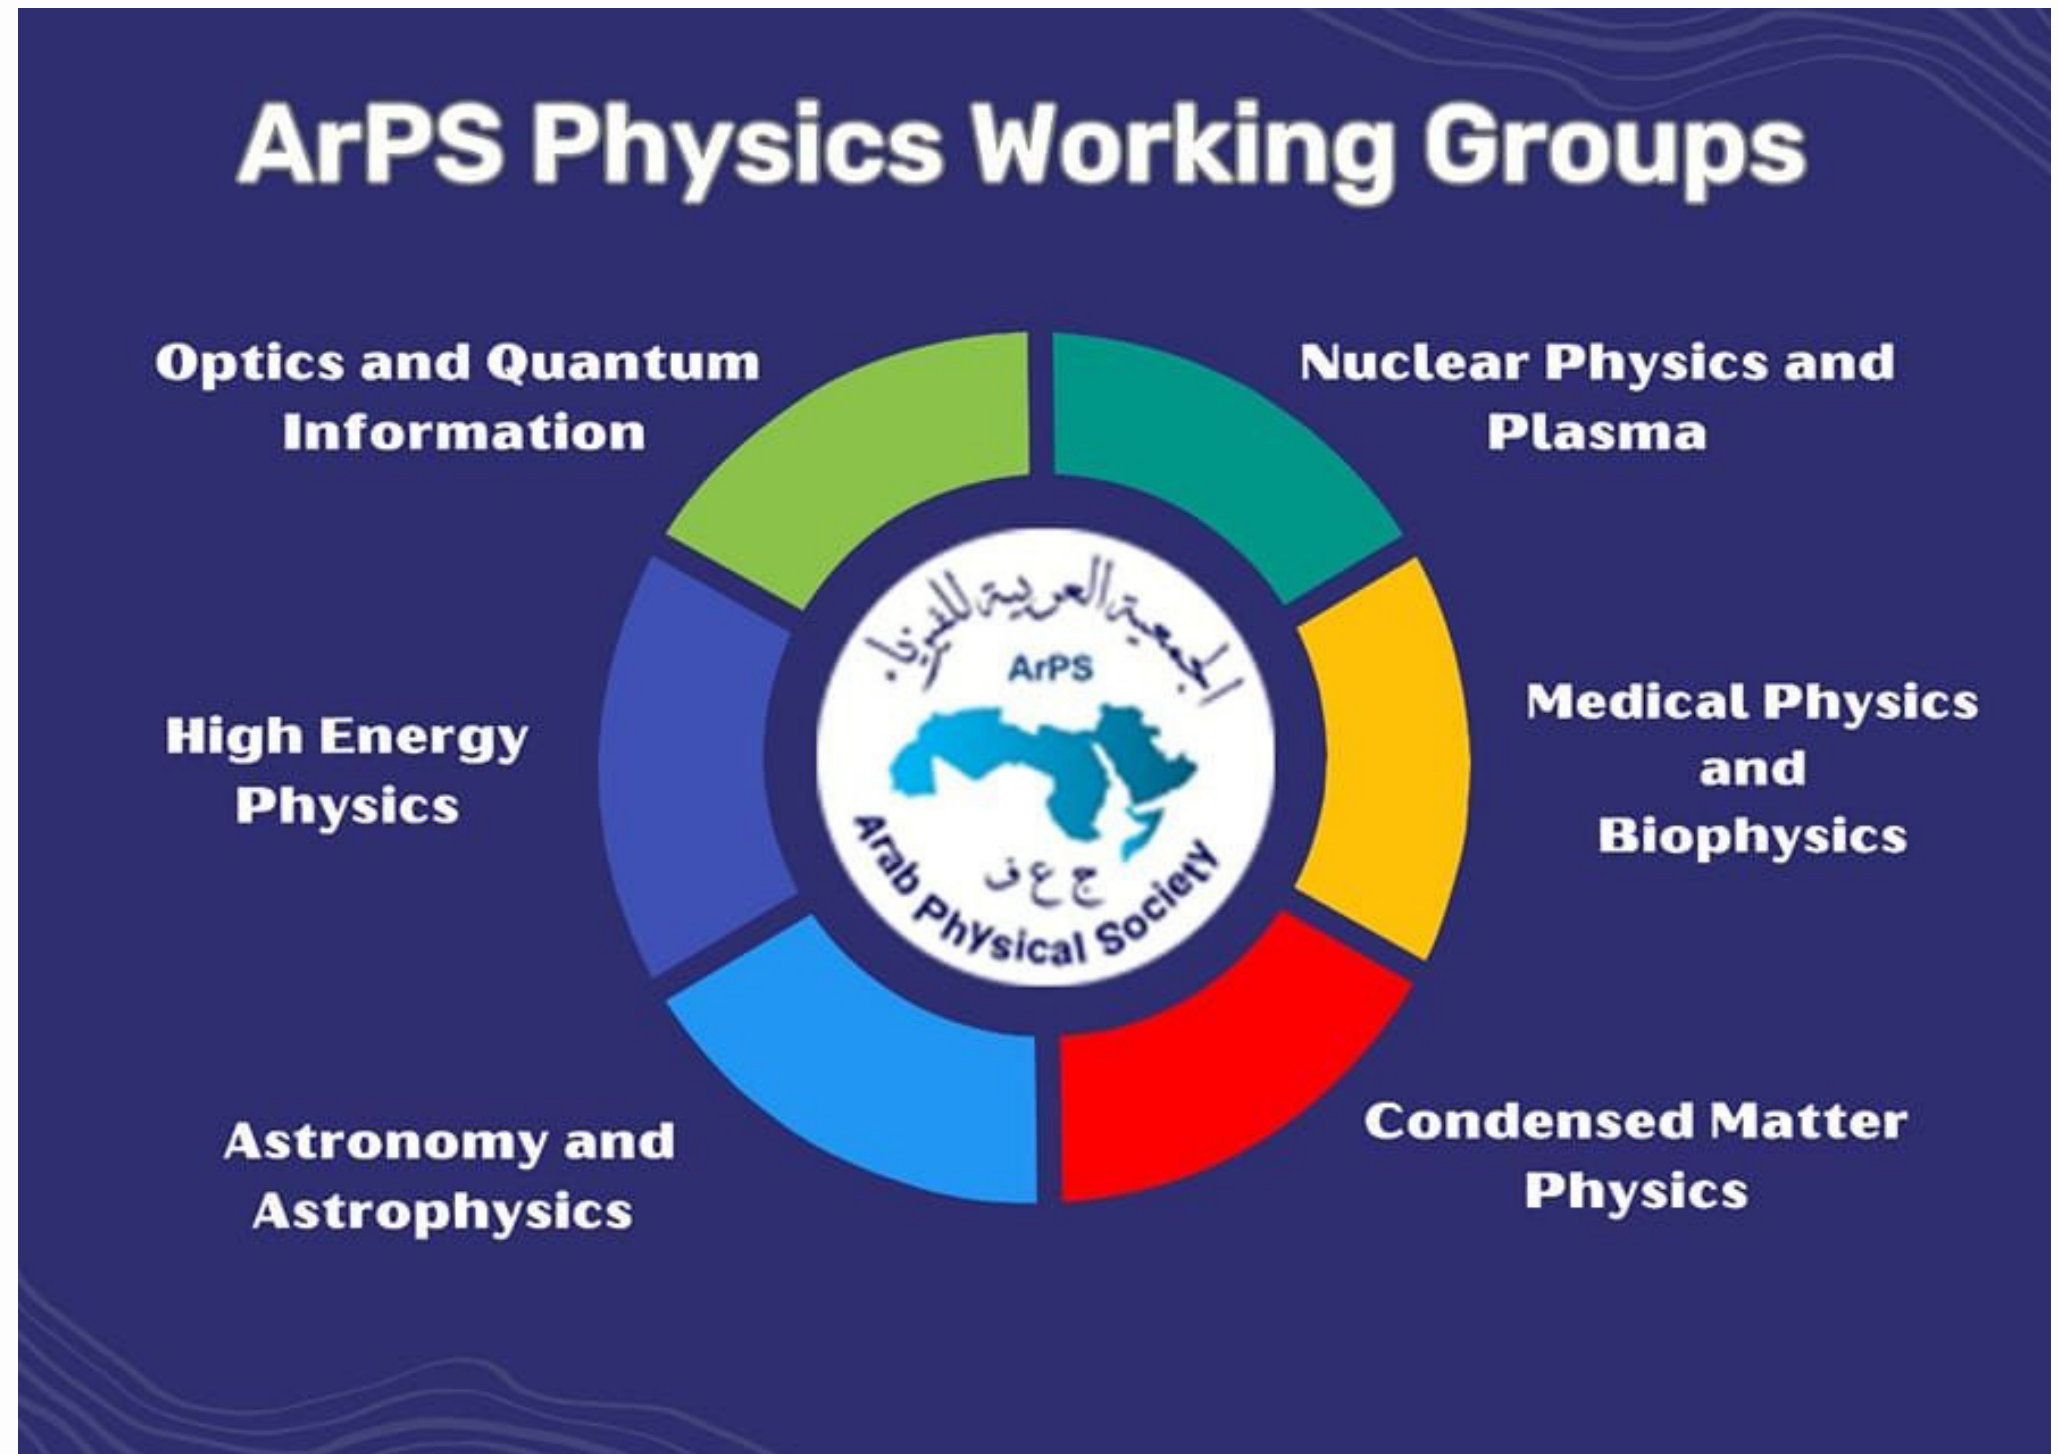 ArPS Physics Working Groups
Optics and Quantum
Information
Nuclear Physics and
Plasma
الجمعية العربية للفيزياء
ArPS
ج ع ف
Arab Physical Society
High Energy
Physics
Medical Physics
and
Biophysics
Astronomy and
Astrophysics
Condensed Matter
Physics